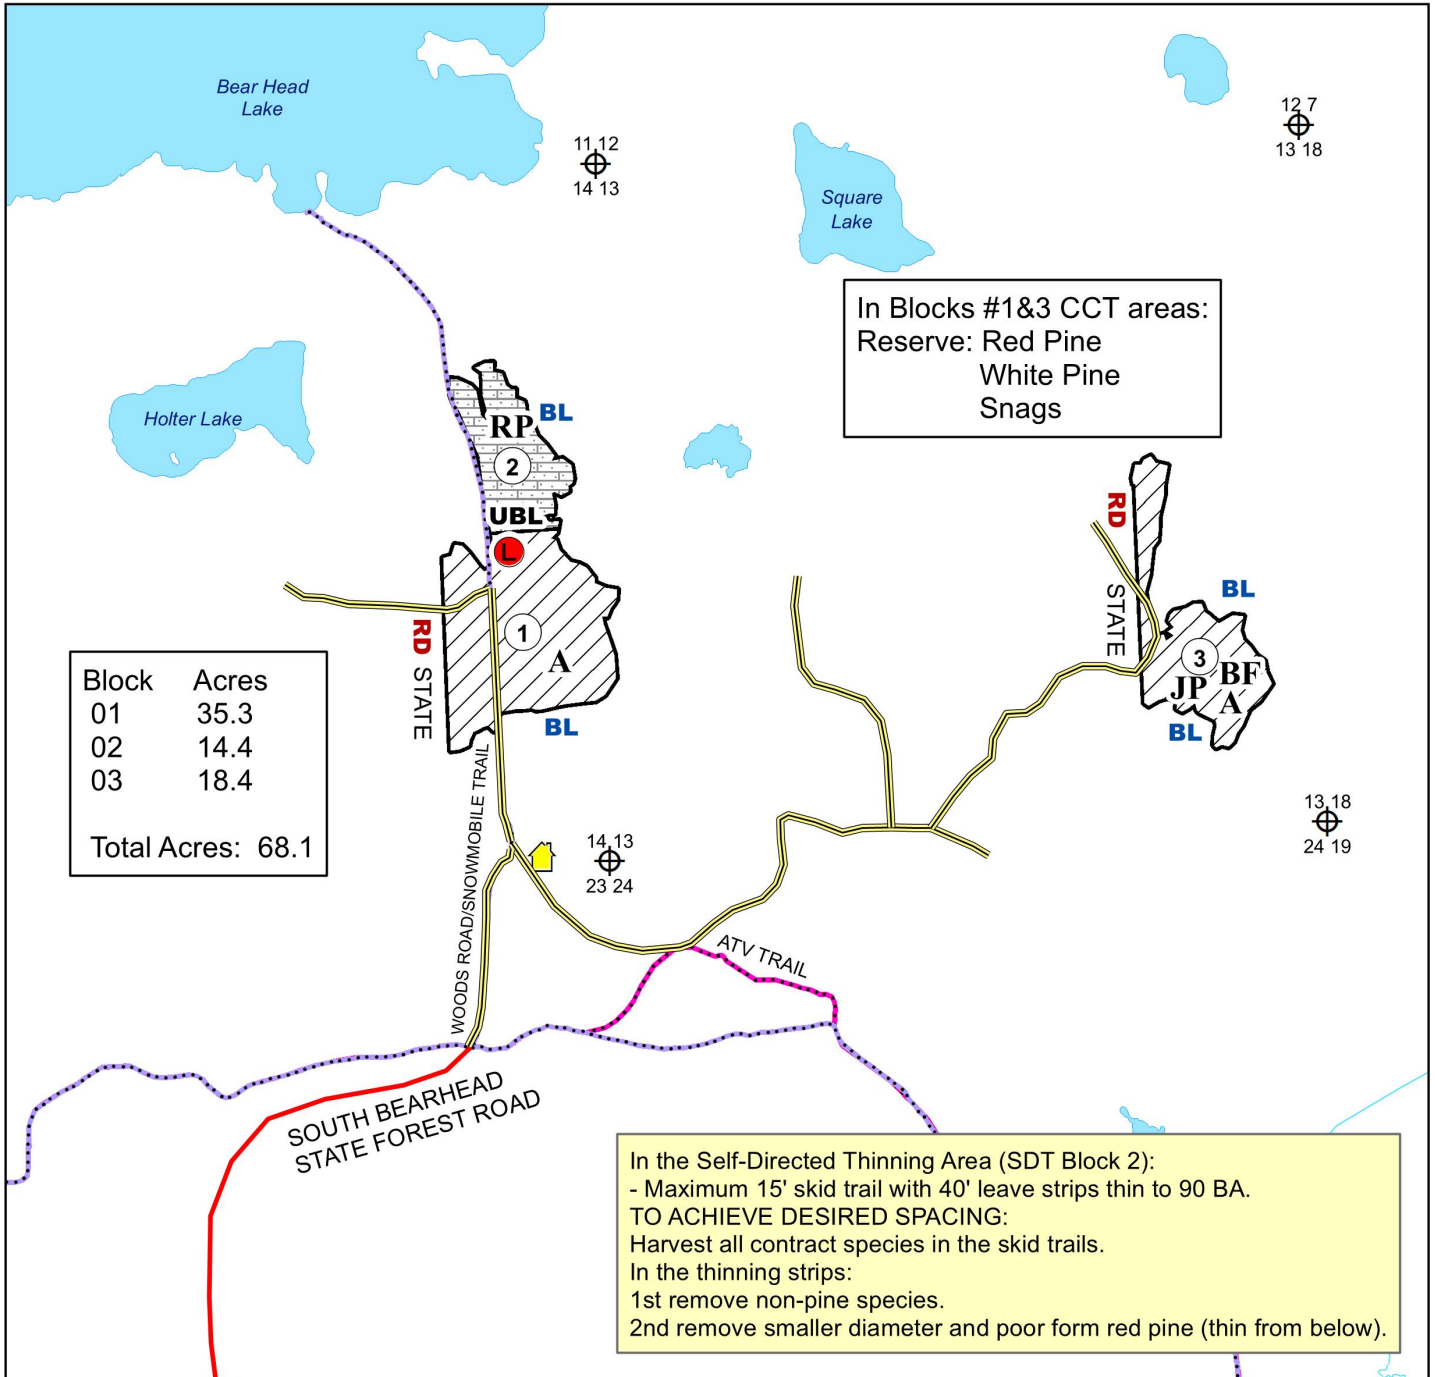 Bear Head
Lake
11 12
14 13
12 7
13 18
Square
Lake
In Blocks #1&3 CCT areas:
Reserve: Red Pine
White Pine
Snags
Holter Lake
BL
RP
2
UBL
L
RD
STATE
1
A
BL
RD
STATE
BL
3
BF
JP
A
BL
Block Acres
01 35.3
02 14.4
03 18.4
Total Acres: 68.1
WOODS ROAD/SNOWMOBILE TRAIL
14 13
23 24
13 18
24 19
ATV TRAIL
SOUTH BEARHEAD
STATE FOREST ROAD
In the Self-Directed Thinning Area (SDT Block 2):
- Maximum 15' skid trail with 40' leave strips thin to 90 BA.
TO ACHIEVE DESIRED SPACING:
Harvest all contract species in the skid trails.
In the thinning strips:
1st remove non-pine species.
2nd remove smaller diameter and poor form red pine (thin from below).